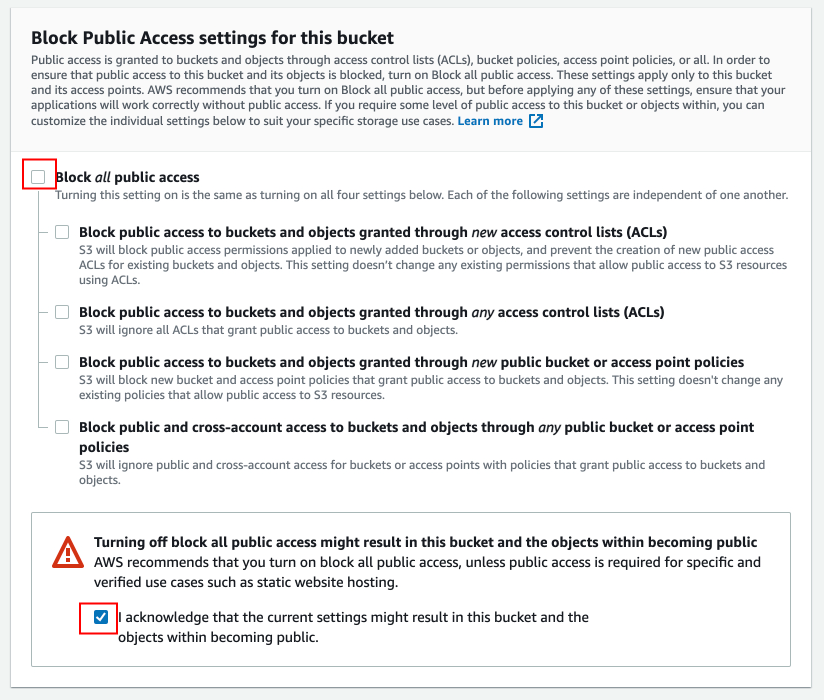 Block Public Access settings for this bucket
Public access is granted to buckets and objects through access control lists (ACLs), bucket policies, access point policies, or all. In order to
ensure that public access to this bucket and its objects is blocked, turn on Block all public access. These settings apply only to this bucket
and its access points. AWS recommends that you turn on Block all public access, but before applying any of these settings, ensure that your
applications will work correctly without public access. If you require some level of public access to this bucket or objects within, you can
customize the individual settings below to suit your specific storage use cases. Learn more
Block all public access
Turning this setting on is the same as turning on all four settings below. Each of the following settings are independent of one another.
Block public access to buckets and objects granted through new access control lists (ACLs)
S3 will block public access permissions applied to newly added buckets or objects, and prevent the creation of new public access
ACLs for existing buckets and objects. This setting doesn't change any existing permissions that allow public access to S3 resources
using ACLs.
Block public access to buckets and objects granted through any access control lists (ACLs)
S3 will ignore all ACLs that grant public access to buckets and objects.
Block public access to buckets and objects granted through new public bucket or access point policies
S3 will block new bucket and access point policies that grant public access to buckets and objects. This setting doesn't change any
existing policies that allow public access to S3 resources.
Block public and cross-account access to buckets and objects through any public bucket or access point
policies
S3 will ignore public and cross-account access for buckets or access points with policies that grant public access to buckets and
objects.
Turning off block all public access might result in this bucket and the objects within becoming public
AWS recommends that you turn on block all public access, unless public access is required for specific and
verified use cases such as static website hosting.
I acknowledge that the current settings might result in this bucket and the
objects within becoming public.